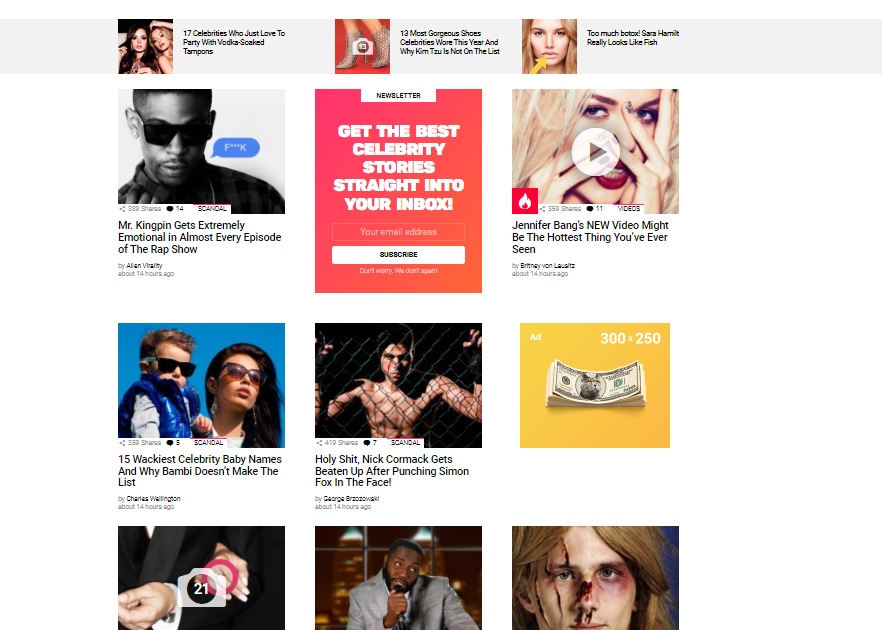 17 Celebrities Who Just Love To
Party With Vodka-Soaked
Tampons
13
13 Most Gorgeous Shoes
Celebrities Wore This Year And
Why Kim Tzu Is Not On The List
Too much botox! Sara Hamilt
Really Looks Like Fish
F***K
389 Shares 14 SCANDAL
Mr. Kingpin Gets Extremely
Emotional in Almost Every Episode
of The Rap Show
by Alien Virality
about 14 hours ago
NEWSLETTER
GET THE BEST
CELEBRITY
STORIES
STRAIGHT INTO
YOUR INBOX!
Your email address
SUBSCRIBE
Don't worry. We don't spam
359 Shares 11 VIDEOS
Jennifer Bang's NEW Video Might
Be The Hottest Thing You've Ever
Seen
by Britney von Lausitz
about 14 hours ago
359 Shares 5 SCANDAL
15 Wackiest Celebrity Baby Names
And Why Bambi Doesn't Make The
List
by Charles Wellington
about 14 hours ago
419 Shares 7 SCANDAL
Holy Shit, Nick Cormack Gets
Beaten Up After Punching Simon
Fox In The Face!
by George Brzozowski
about 14 hours ago
Ad 300 × 250
21